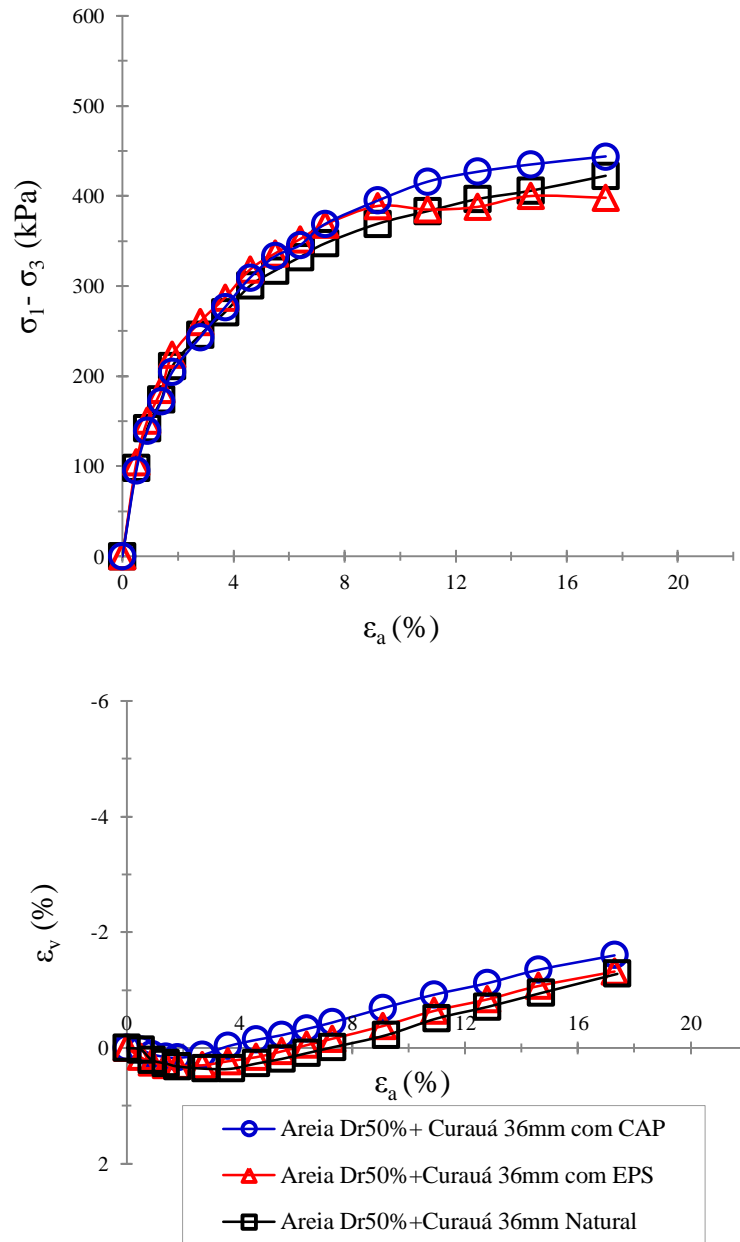 600
500
400
300
200
100
0
σ1- σ3 (kPa)
0 4 8 12 16 20
εa (%)
-6
-4
-2
0
2
εv (%)
0 4 8 12 16 20
εa (%)
Areia Dr50%+ Curauá 36mm com CAP
Areia Dr50%+Curauá 36mm com EPS
Areia Dr50%+Curauá 36mm Natural